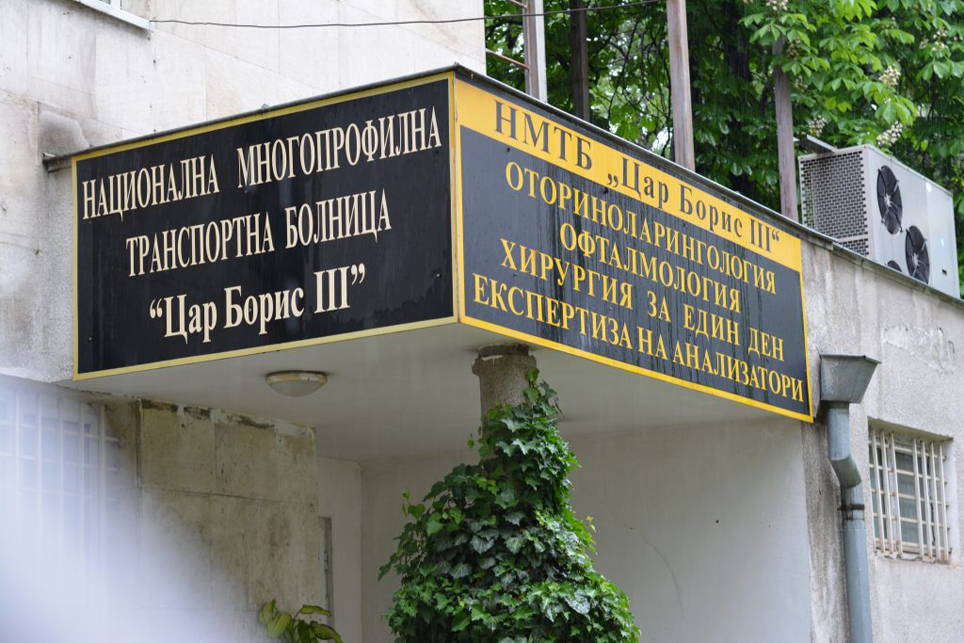 НАЦИОНАЛНА МНОГОПРОФИЛНА
ТРАНСПОРТНА БОЛНИЦА
“Цар Борис III”
НМТБ „Цар Борис III“
ОТОРИНОЛАРИНГОЛОГИЯ
ОФТАЛМОЛОГИЯ
ХИРУРГИЯ ЗА ЕДИН ДЕН
ЕКСПЕРТИЗА НА АНАЛИЗАТОРИ